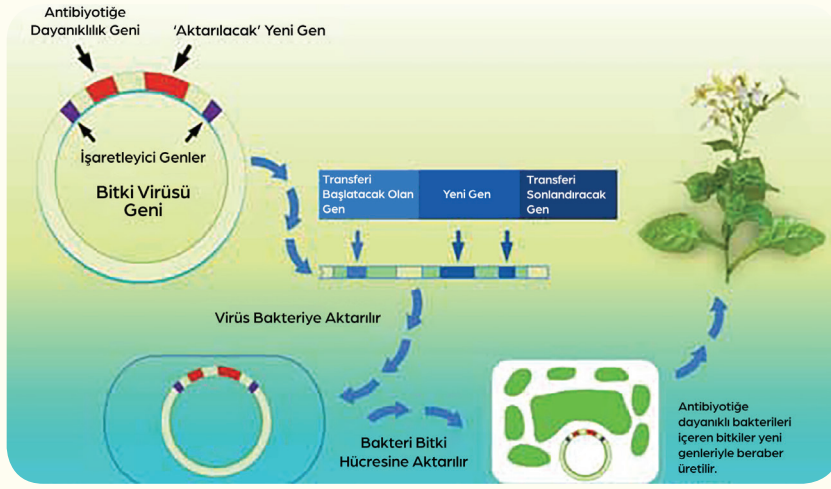 Antibiyotiğe
Dayanıklılık Geni
'Aktarılacak' Yeni Gen
İşaretleyici Genler
Bitki Virüsü
Geni
Transferi
Başlatacak Olan
Gen
Yeni Gen
Transferi
Sonlandıracak
Gen
Virüs Bakteriye Aktarılır
Bakteri Bitki
Hücresine Aktarılır
Antibiyotiğe
dayanıklı bakterileri
içeren bitkiler yeni
genleriyle beraber
üretilir.